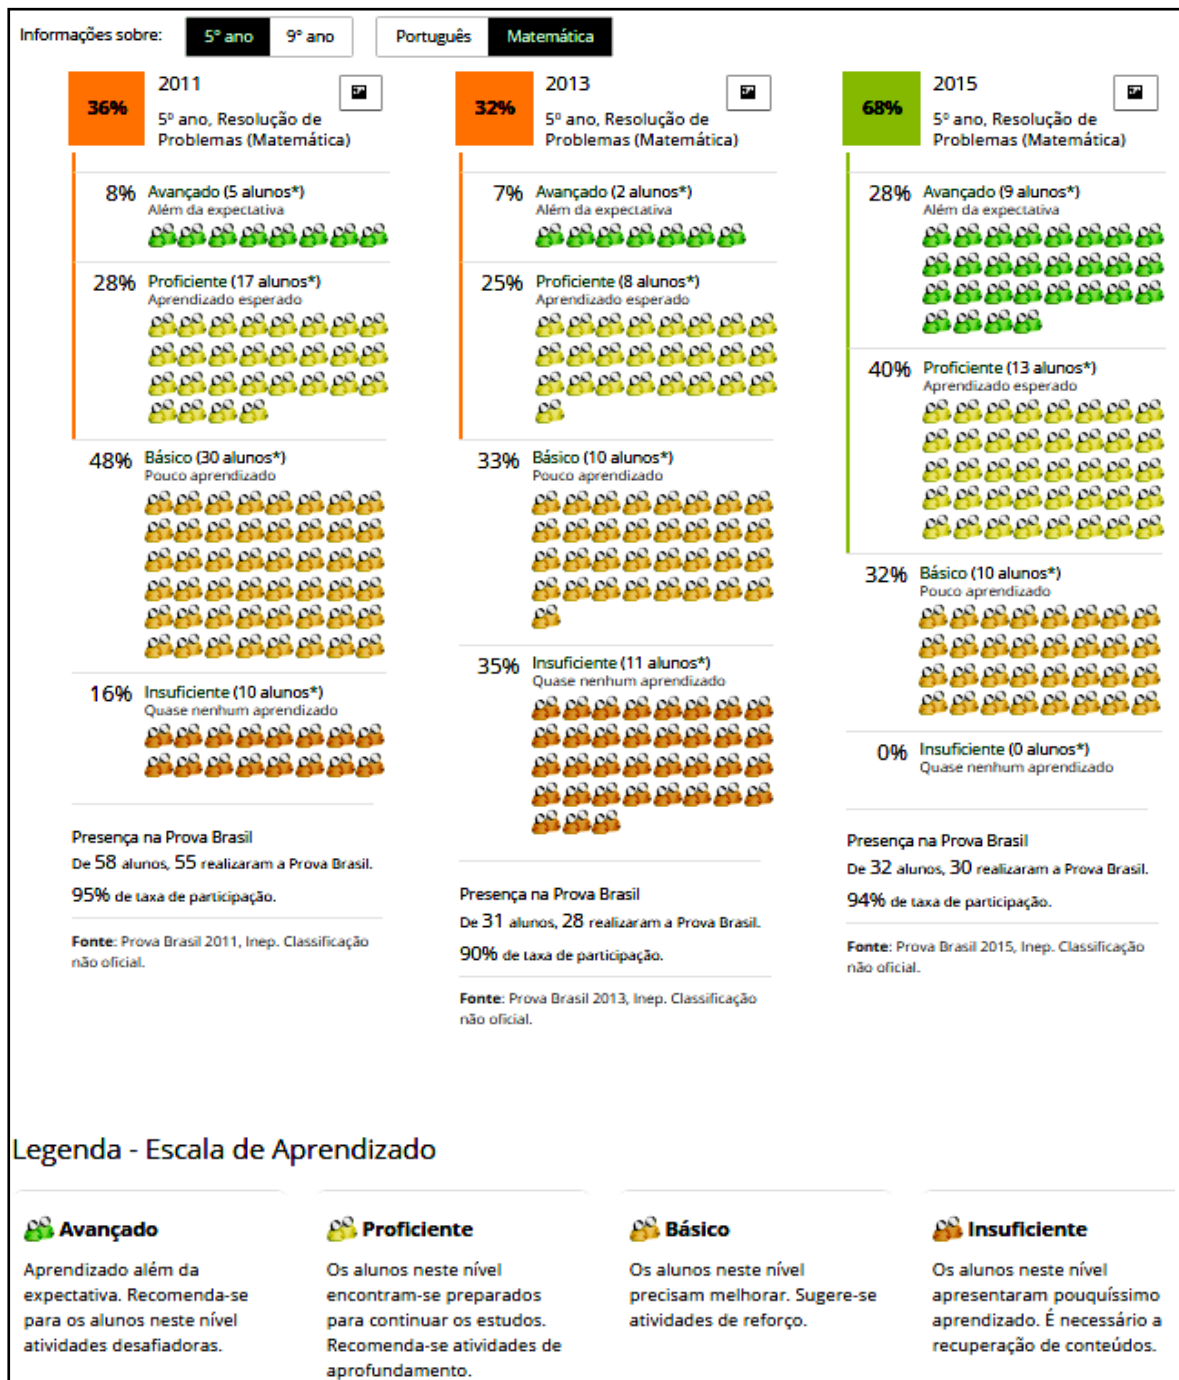 Informações sobre: 5º ano 9º ano Português Matemática
36%
2011
5º ano, Resolução de
Problemas (Matemática)
8% Avançado (5 alunos*)
Além da expectativa
28% Proficiente (17 alunos*)
Aprendizado esperado
48% Básico (30 alunos*)
Pouco aprendizado
16% Insuficiente (10 alunos*)
Quase nenhum aprendizado
Presença na Prova Brasil
De 58 alunos, 55 realizaram a Prova Brasil.
95% de taxa de participação.
Fonte: Prova Brasil 2011, Inep. Classificação
não oficial.
32%
2013
5º ano, Resolução de
Problemas (Matemática)
7% Avançado (2 alunos*)
Além da expectativa
25% Proficiente (8 alunos*)
Aprendizado esperado
33% Básico (10 alunos*)
Pouco aprendizado
35% Insuficiente (11 alunos*)
Quase nenhum aprendizado
Presença na Prova Brasil
De 31 alunos, 28 realizaram a Prova Brasil.
90% de taxa de participação.
Fonte: Prova Brasil 2013, Inep. Classificação
não oficial.
68%
2015
5º ano, Resolução de
Problemas (Matemática)
28% Avançado (9 alunos*)
Além da expectativa
40% Proficiente (13 alunos*)
Aprendizado esperado
32% Básico (10 alunos*)
Pouco aprendizado
0% Insuficiente (0 alunos*)
Quase nenhum aprendizado
Presença na Prova Brasil
De 32 alunos, 30 realizaram a Prova Brasil.
94% de taxa de participação.
Fonte: Prova Brasil 2015, Inep. Classificação
não oficial.
Legenda - Escala de Aprendizado
Avançado
Aprendizado além da
expectativa. Recomenda-se
para os alunos neste nível
atividades desafiadoras.
Proficiente
Os alunos neste nível
encontram-se preparados
para continuar os estudos.
Recomenda-se atividades de
aprofundamento.
Básico
Os alunos neste nível
precisam melhorar. Sugere-se
atividades de reforço.
Insuficiente
Os alunos neste nível
apresentaram pouquíssimo
aprendizado. É necessário a
recuperação de conteúdos.